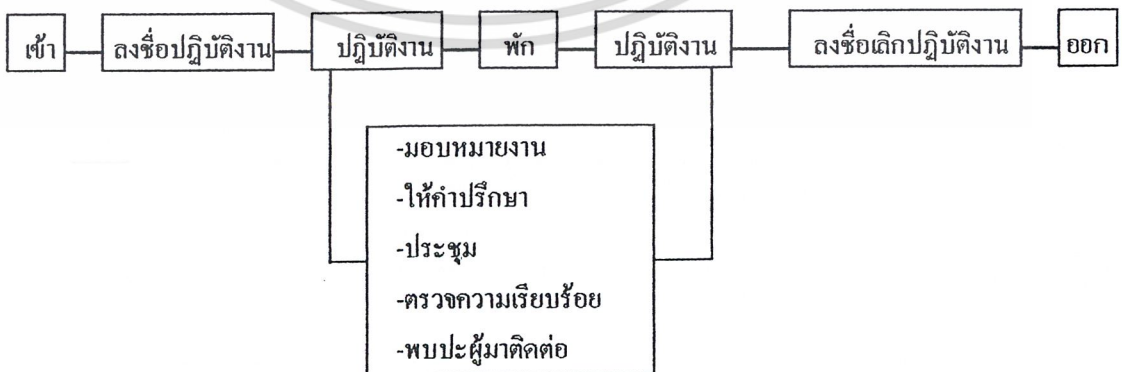 เข้า ลงชื่อปฏิบัติงาน ปฏิบัติงาน พัก ปฏิบัติงาน ลงชื่อเลิกปฏิบัติงาน ออก
-มอบหมายงาน
-ให้คำปรึกษา
-ประชุม
-ตรวจความเรียบร้อย
-พบปะผู้มาติดต่อ